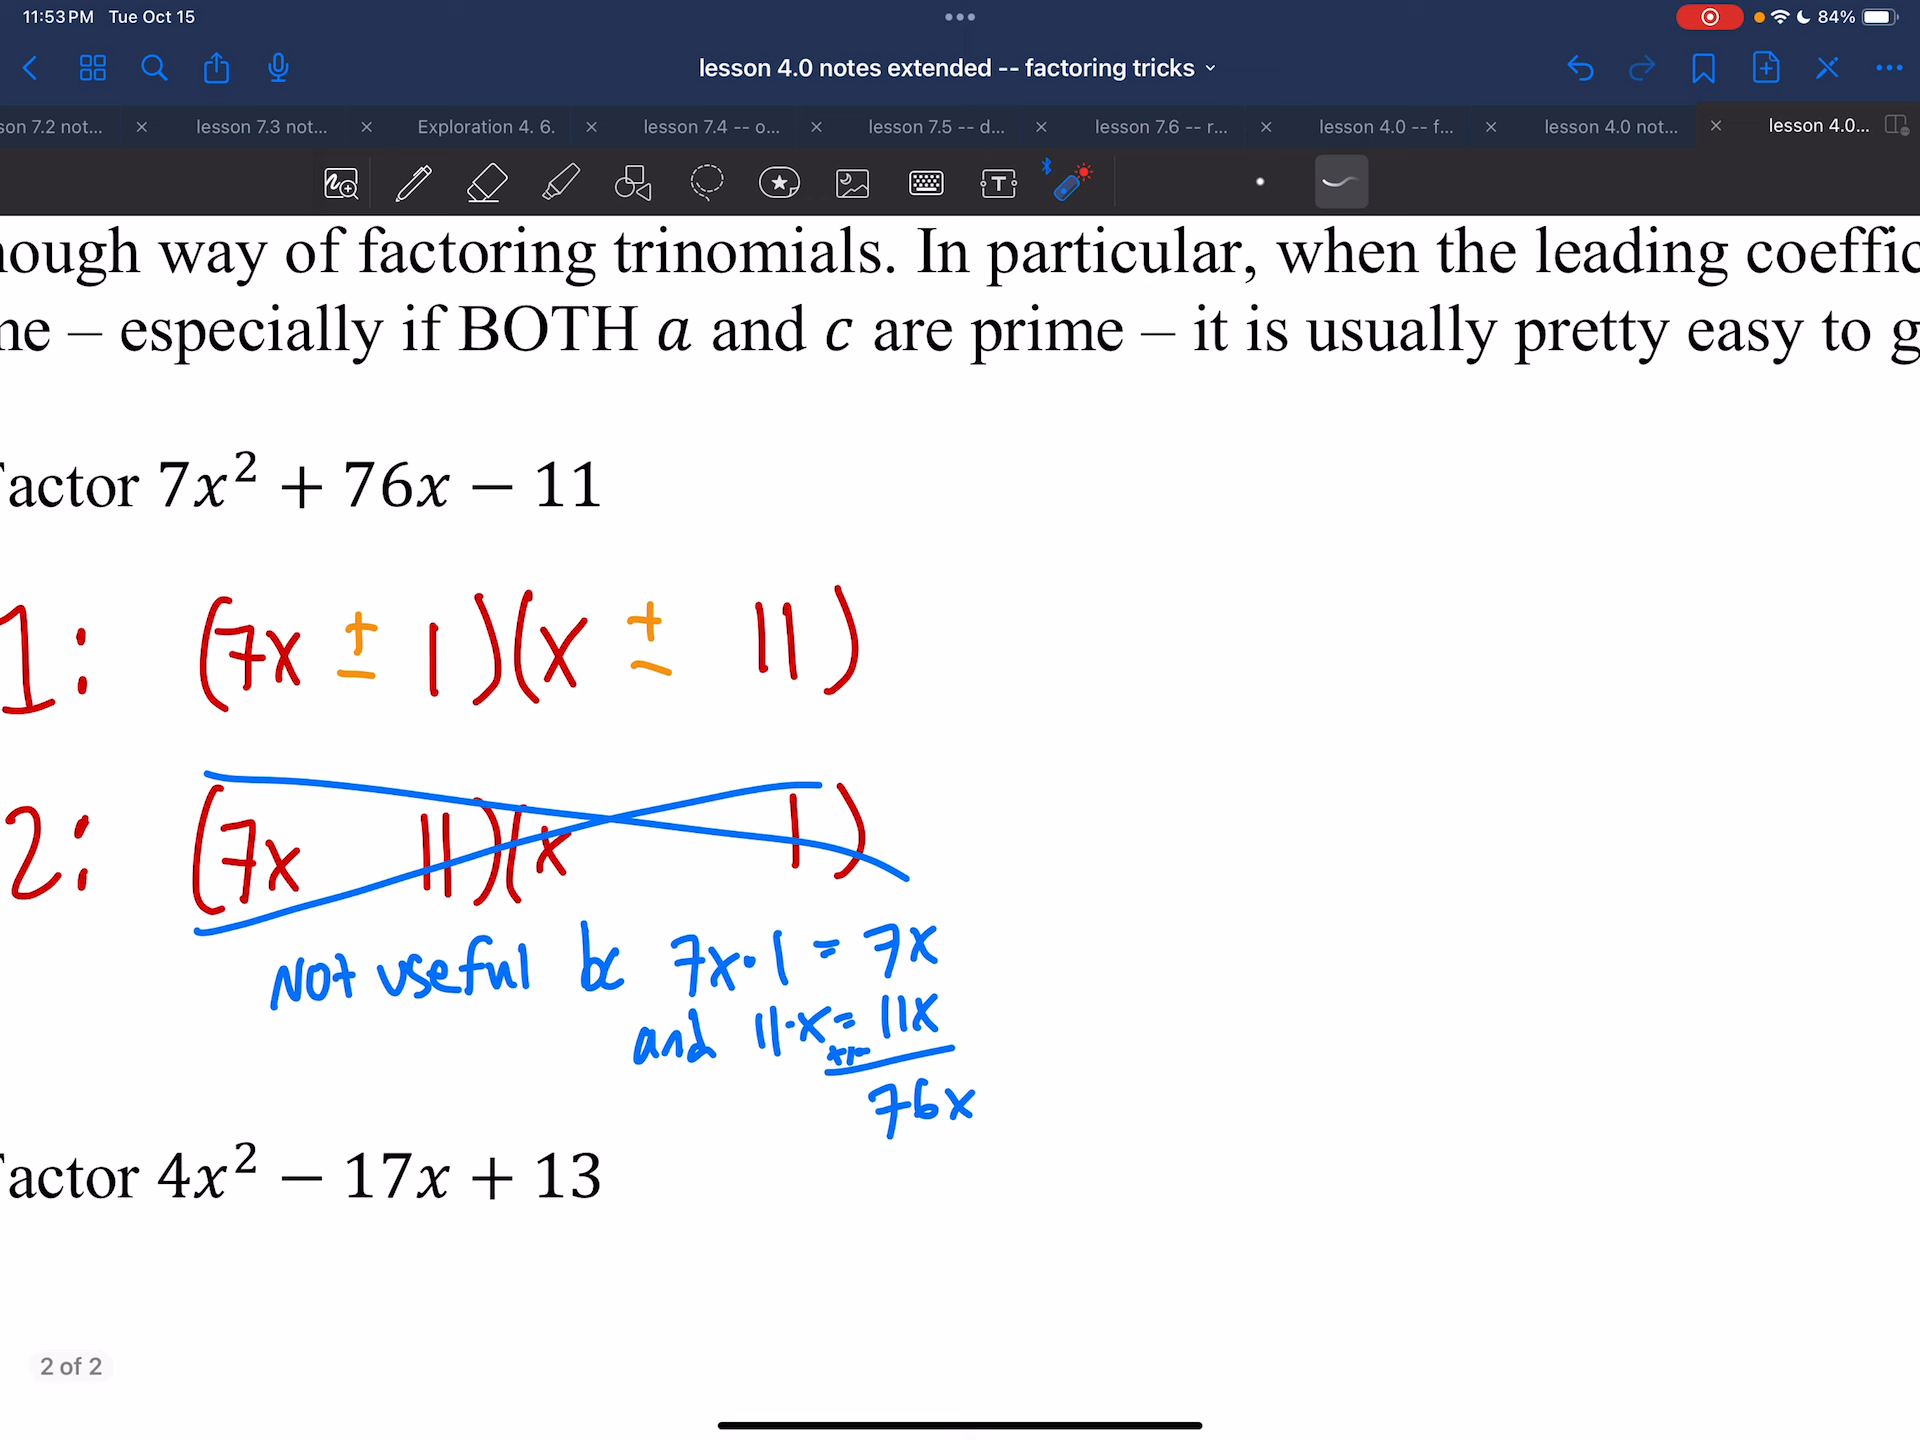 11:53 PM Tue Oct 15
84%
lesson 4.0 notes extended -- factoring tricks
son 7.2 not... × lesson 7.3 not... × Exploration 4. 6. × lesson 7.4 -- o... × lesson 7.5 -- d... × lesson 7.6 -- r... × lesson 4.0 -- f... × lesson 4.0 not... × lesson 4.0...
T
ough way of factoring trinomials. In particular, when the leading coeffic
ne – especially if BOTH a and c are prime – it is usually pretty easy to g
Factor 7x² + 76x − 11
1: (7x ± 1)(x ± 11)
2: (7x 11)(x 1)
Not useful bc 7x·1 = 7x
and 11·x = 11x
+/-
76x
Factor 4x² − 17x + 13
2 of 2